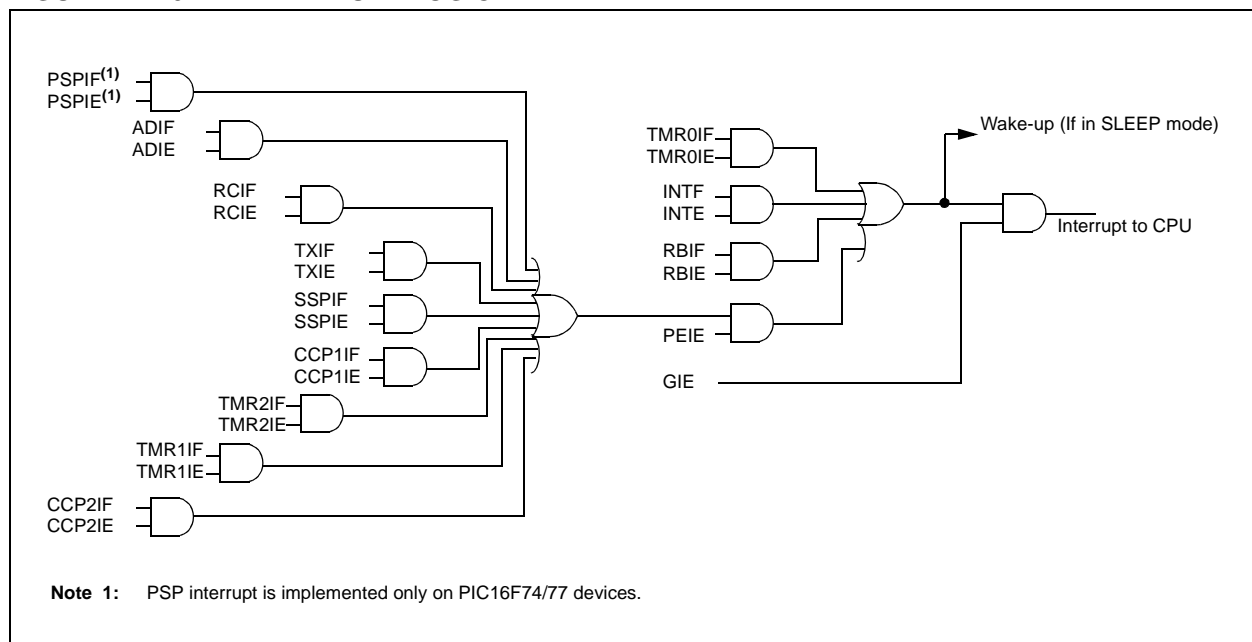 PSPIF(1)
PSPIE(1)
ADIF
ADIE
RCIF
RCIE
TXIF
TXIE
SSPIF
SSPIE
CCP1IF
CCP1IE
TMR2IF
TMR2IE
TMR1IF
TMR1IE
CCP2IF
CCP2IE
TMR0IF
TMR0IE
INTF
INTE
RBIF
RBIE
PEIE
GIE
Wake-up (If in SLEEP mode)
Interrupt to CPU
Note 1: PSP interrupt is implemented only on PIC16F74/77 devices.